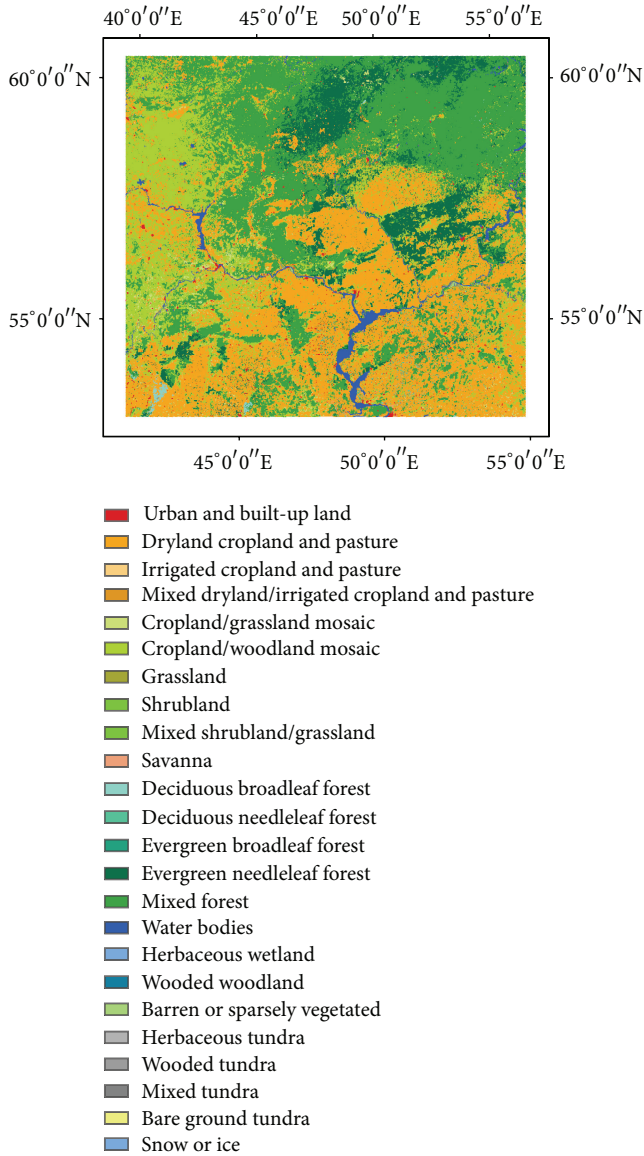 40°0′0′′E 45°0′0′′E 50°0′0′′E 55°0′0′′E
60°0′0′′N 60°0′0′′N
55°0′0′′N 55°0′0′′N
45°0′0′′E 50°0′0′′E 55°0′0′′E
Urban and built-up land
Dryland cropland and pasture
Irrigated cropland and pasture
Mixed dryland/irrigated cropland and pasture
Cropland/grassland mosaic
Cropland/woodland mosaic
Grassland
Shrubland
Mixed shrubland/grassland
Savanna
Deciduous broadleaf forest
Deciduous needleleaf forest
Evergreen broadleaf forest
Evergreen needleleaf forest
Mixed forest
Water bodies
Herbaceous wetland
Wooded woodland
Barren or sparsely vegetated
Herbaceous tundra
Wooded tundra
Mixed tundra
Bare ground tundra
Snow or ice